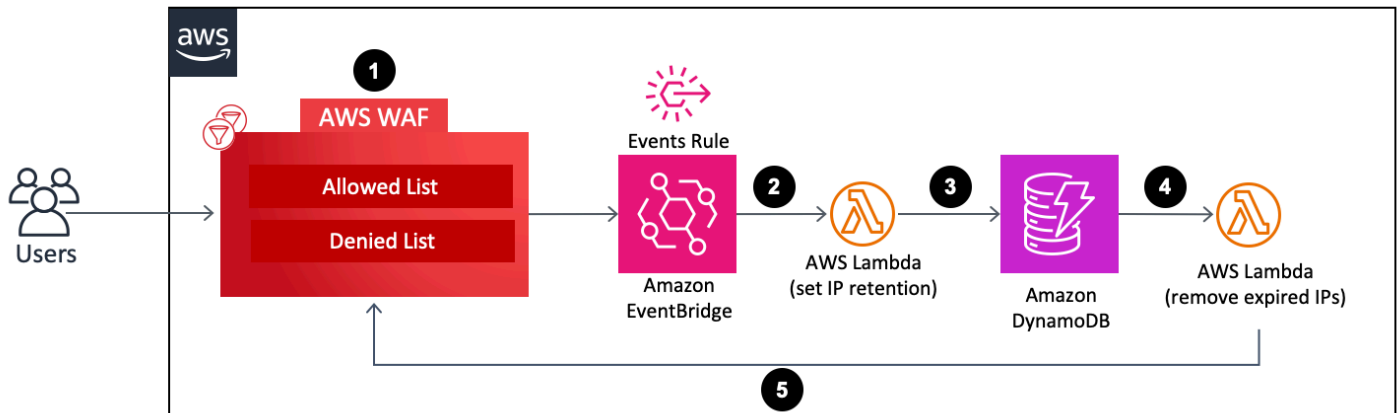 aws
1
AWS WAF
Allowed List
Denied List
Users
Events Rule
Amazon
EventBridge
2
AWS Lambda
(set IP retention)
3
Amazon
DynamoDB
4
AWS Lambda
(remove expired IPs)
5